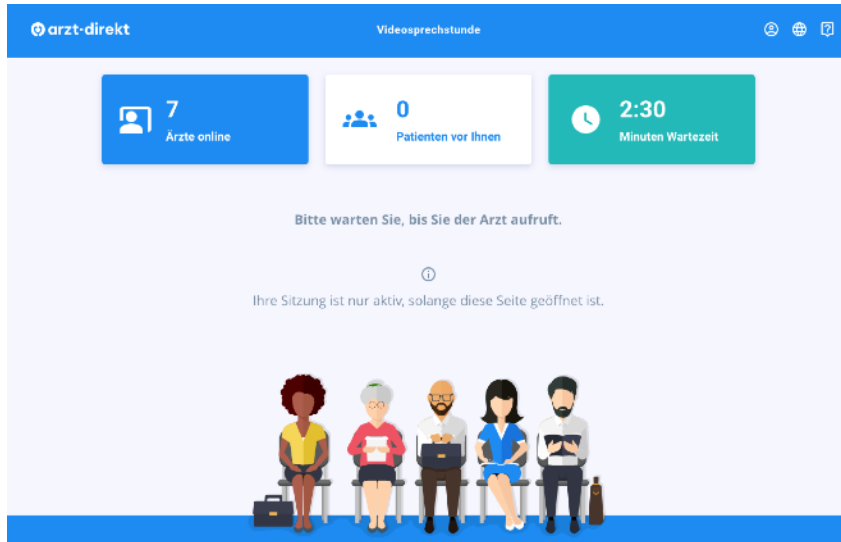 arzt-direkt
Videosprechstunde
7
Ärzte online
0
Patienten vor Ihnen
2:30
Minuten Wartezeit
Bitte warten Sie, bis Sie der Arzt aufruft.
Ihre Sitzung ist nur aktiv, solange diese Seite geöffnet ist.